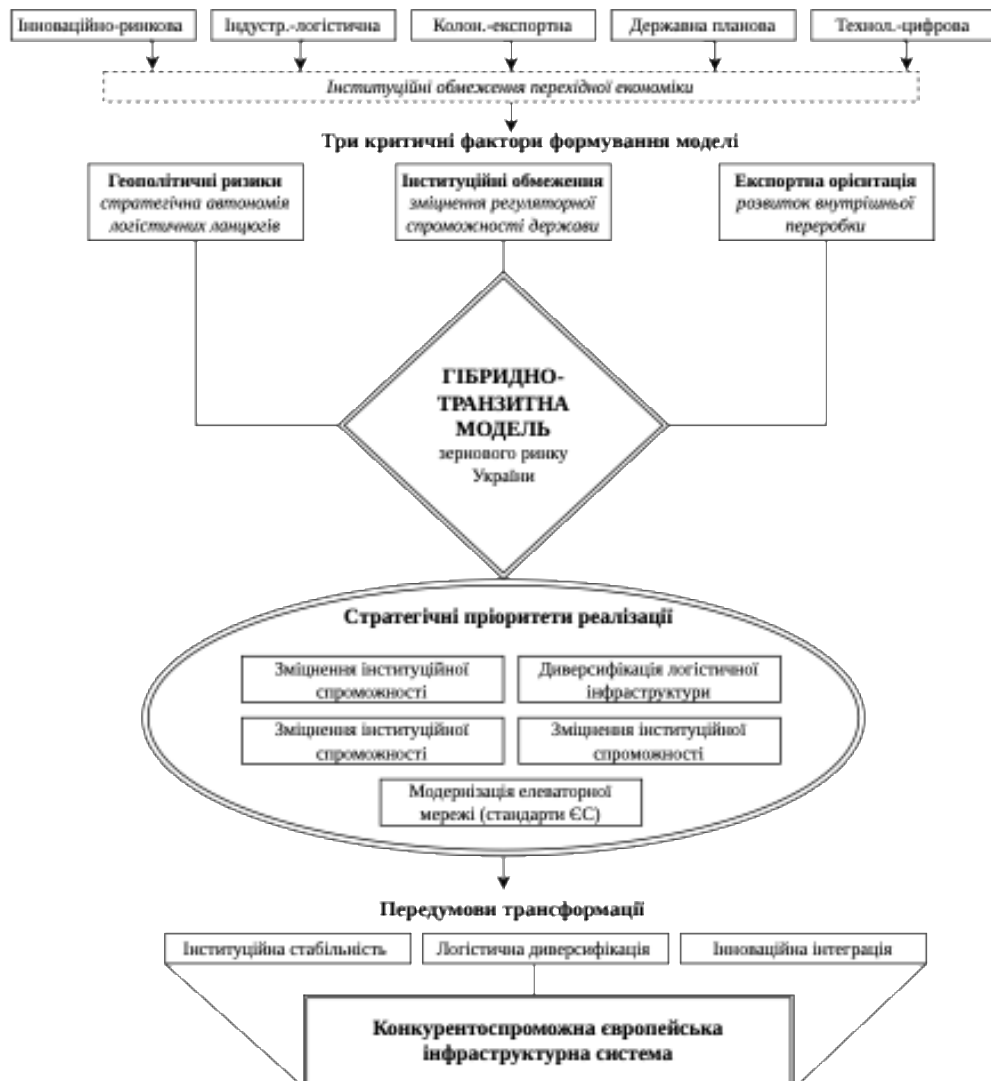 Інноваційно-ринкова
Індустр.-логістична
Колон.-експортна
Державна планова
Технол.-цифрова
Інституційні обмеження перехідної економіки
Три критичні фактори формування моделі
Геополітичні ризики
стратегічна автономія
логістичних ланцюгів
Інституційні обмеження
зміцнення регуляторної
спроможності держави
Експортна орієнтація
розвиток внутрішньої
переробки
ГІБРИДНО-
ТРАНЗИТНА
МОДЕЛЬ
зернового ринку
України
Стратегічні пріоритети реалізації
Зміцнення інституційної
спроможності
Диверсифікація логістичної
інфраструктури
Зміцнення інституційної
спроможності
Зміцнення інституційної
спроможності
Модернізація елеваторної
мережі (стандарти ЄС)
Передумови трансформації
Інституційна стабільність
Логістична диверсифікація
Інноваційна інтеграція
Конкурентоспроможна європейська
інфраструктурна система